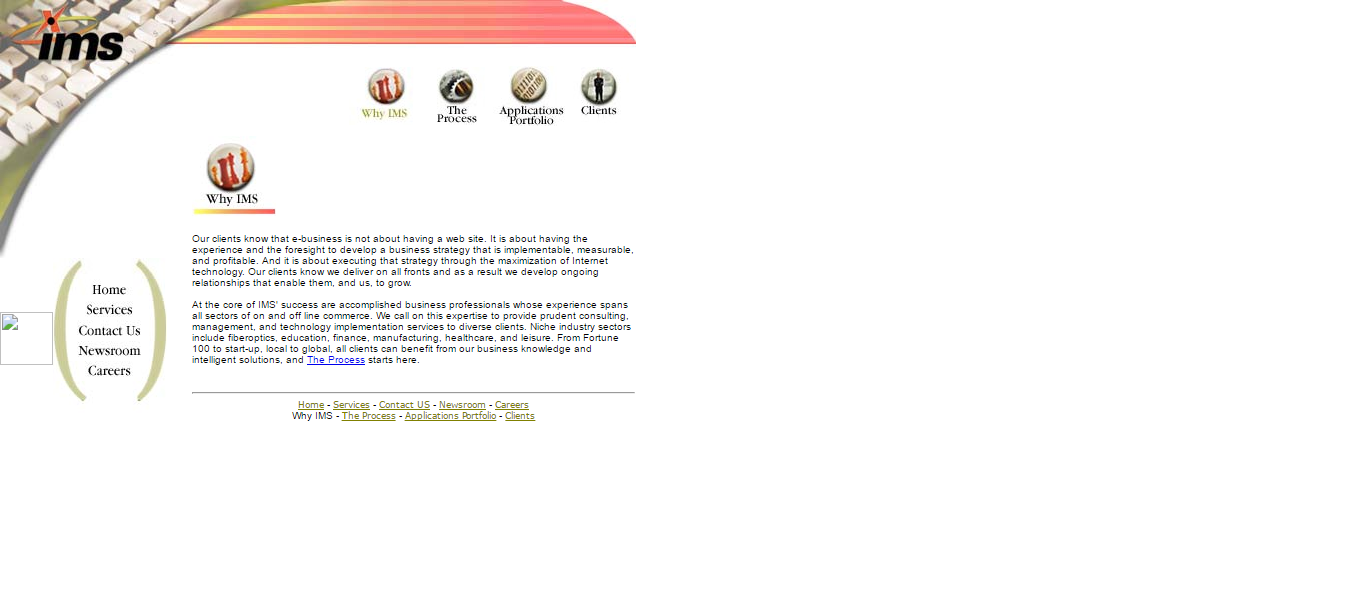 ims
Why IMS
The
Process
Applications
Portfolio
Clients
Why IMS
Our clients know that e-business is not about having a web site. It is about having the
experience and the foresight to develop a business strategy that is implementable, measurable,
and profitable. And it is about executing that strategy through the maximization of Internet
technology. Our clients know we deliver on all fronts and as a result we develop ongoing
relationships that enable them, and us, to grow.
At the core of IMS' success are accomplished business professionals whose experience spans
all sectors of on and off line commerce. We call on this expertise to provide prudent consulting,
management, and technology implementation services to diverse clients. Niche industry sectors
include fiberoptics, education, finance, manufacturing, healthcare, and leisure. From Fortune
100 to start-up, local to global, all clients can benefit from our business knowledge and
intelligent solutions, and The Process starts here.
Home
Services
Contact Us
Newsroom
Careers
Home - Services - Contact US - Newsroom - Careers
Why IMS - The Process - Applications Portfolio - Clients